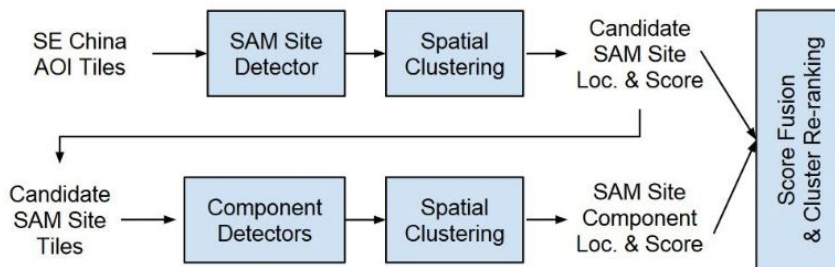 SE China
AOI Tiles
SAM Site
Detector
Spatial
Clustering
Candidate
SAM Site
Loc. & Score
Score Fusion
& Cluster Re-ranking
Candidate
SAM Site
Tiles
Component
Detectors
Spatial
Clustering
SAM Site
Component
Loc. & Score